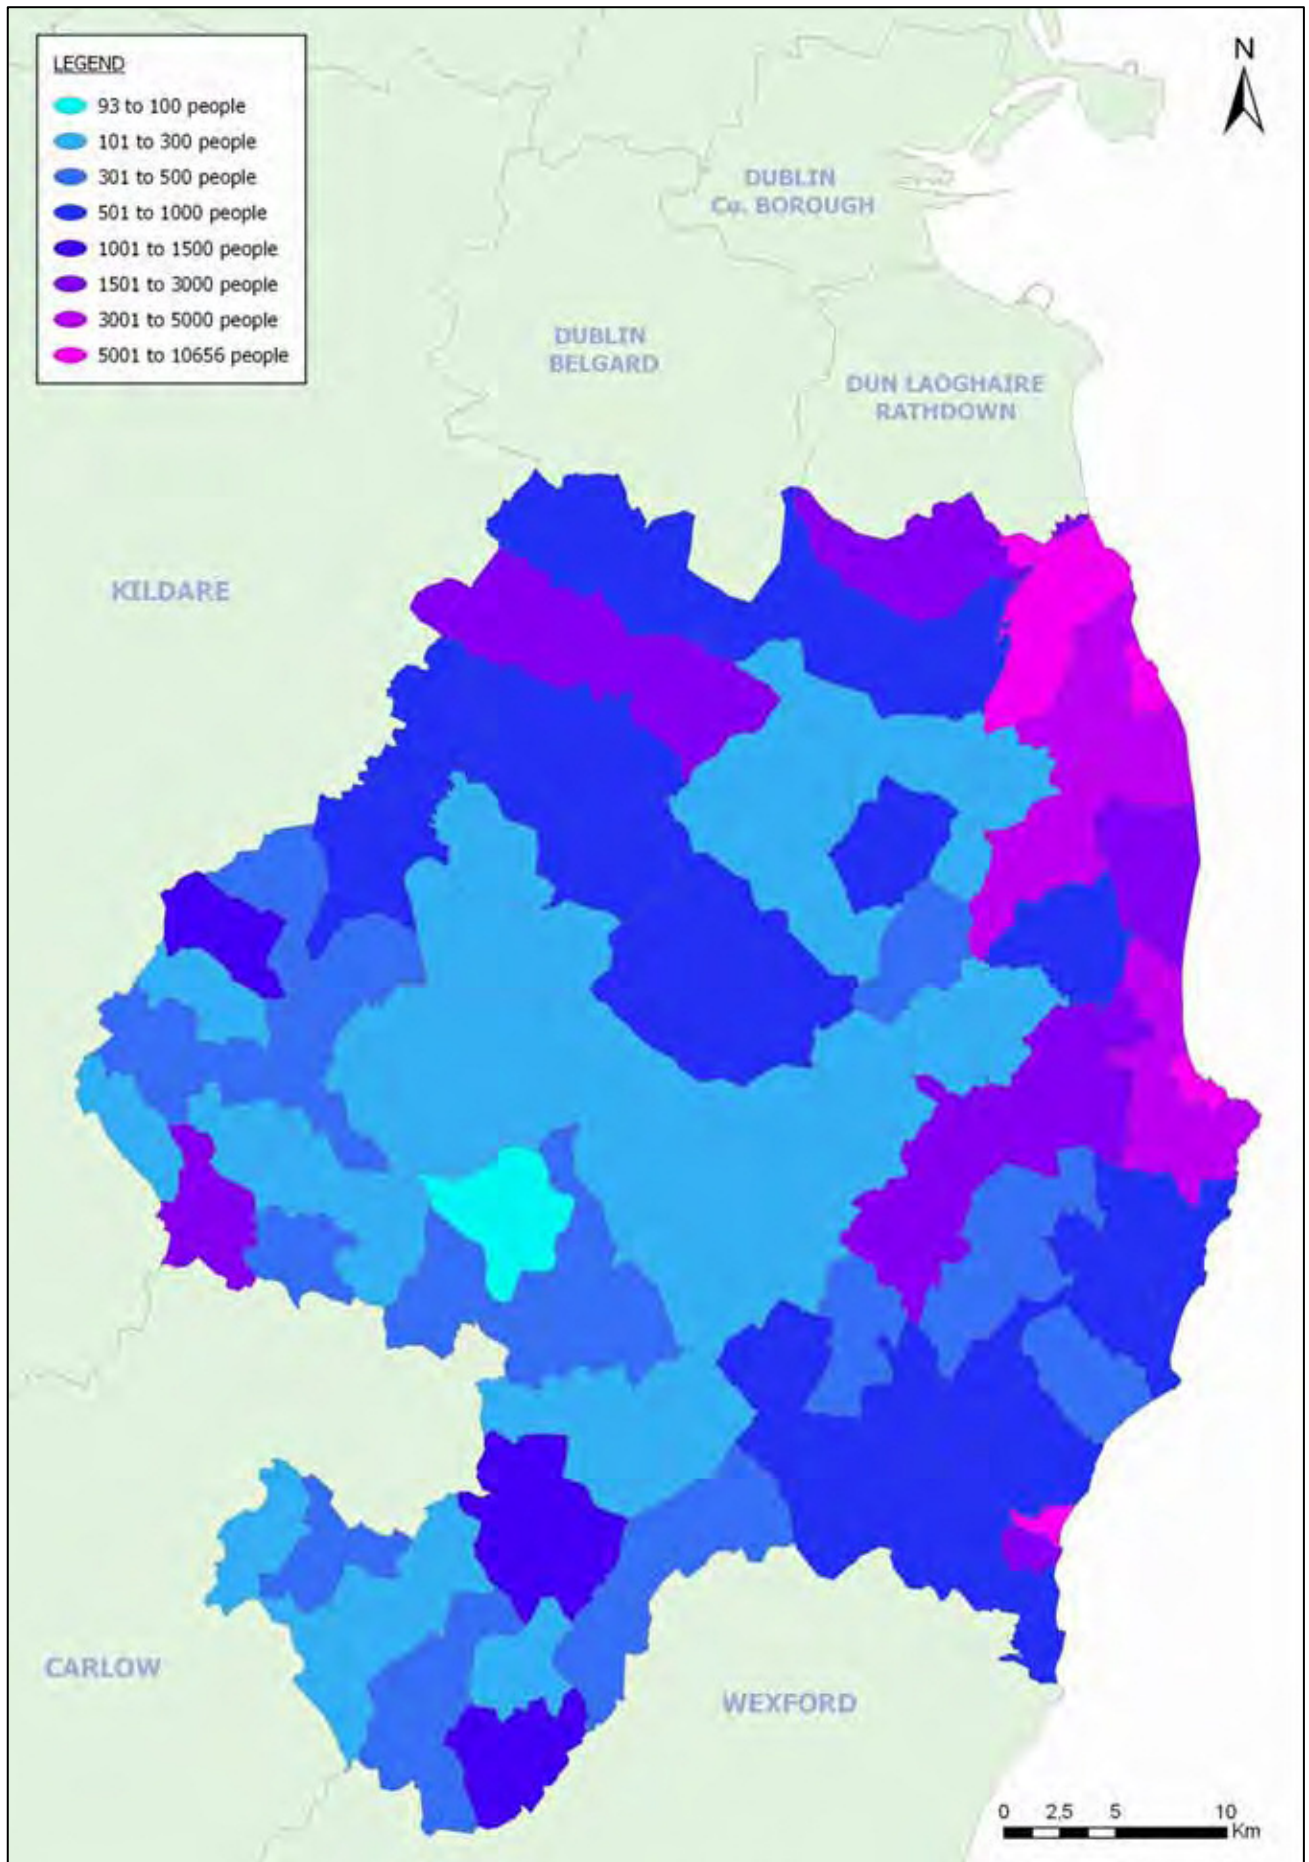 LEGEND
93 to 100 people
101 to 300 people
301 to 500 people
501 to 1000 people
1001 to 1500 people
1501 to 3000 people
3001 to 5000 people
5001 to 10656 people
N
DUBLIN
Co. BOROUGH
DUBLIN
BELGARD
DUN LAOGHAIRE
RATHDOWN
KILDARE
CARLOW
WEXFORD
0 2,5 5 10
Km